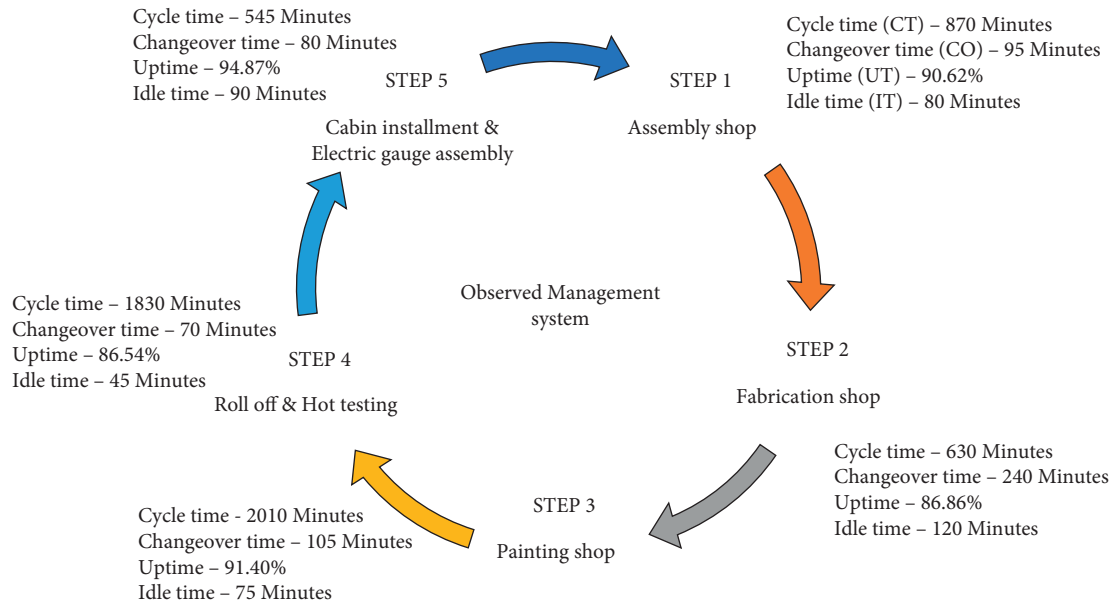 Cycle time – 545 Minutes
Changeover time – 80 Minutes
Uptime – 94.87%
Idle time – 90 Minutes
STEP 5
Cabin installment &
Electric gauge assembly
STEP 1
Assembly shop
Cycle time (CT) – 870 Minutes
Changeover time (CO) – 95 Minutes
Uptime (UT) – 90.62%
Idle time (IT) – 80 Minutes
Observed Management
system
STEP 2
Fabrication shop
Cycle time – 630 Minutes
Changeover time – 240 Minutes
Uptime – 86.86%
Idle time – 120 Minutes
STEP 3
Painting shop
Cycle time - 2010 Minutes
Changeover time – 105 Minutes
Uptime – 91.40%
Idle time – 75 Minutes
Cycle time – 1830 Minutes
Changeover time – 70 Minutes
Uptime – 86.54%
Idle time – 45 Minutes
STEP 4
Roll off & Hot testing